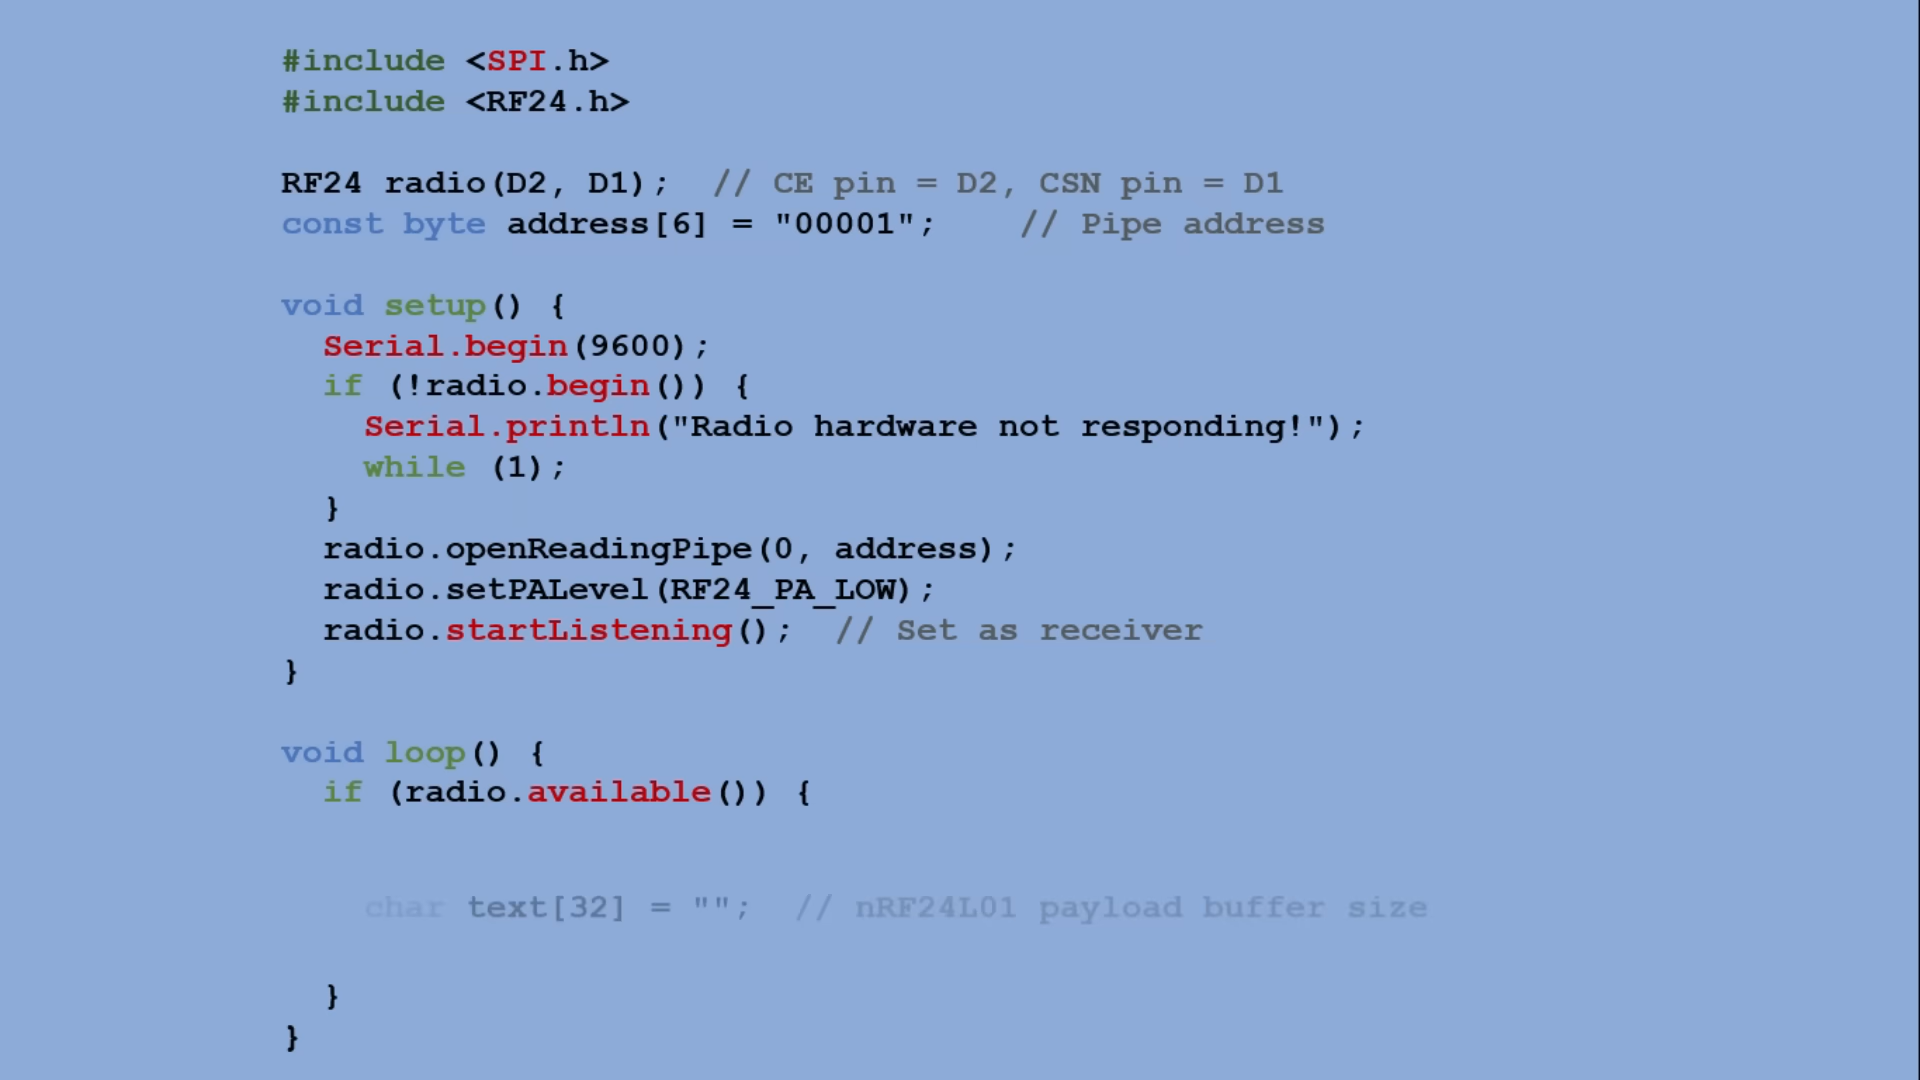 #include <SPI.h>
#include <RF24.h>
RF24 radio(D2, D1);  // CE pin = D2, CSN pin = D1
const byte address[6] = "00001";    // Pipe address
void setup() {
  Serial.begin(9600);
  if (!radio.begin()) {
    Serial.println("Radio hardware not responding!");
    while (1);
  }
  radio.openReadingPipe(0, address);
  radio.setPALevel(RF24_PA_LOW);
  radio.startListening();  // Set as receiver
}
void loop() {
  if (radio.available()) {
    char text[32] = "";  // nRF24L01 payload buffer size
  }
}